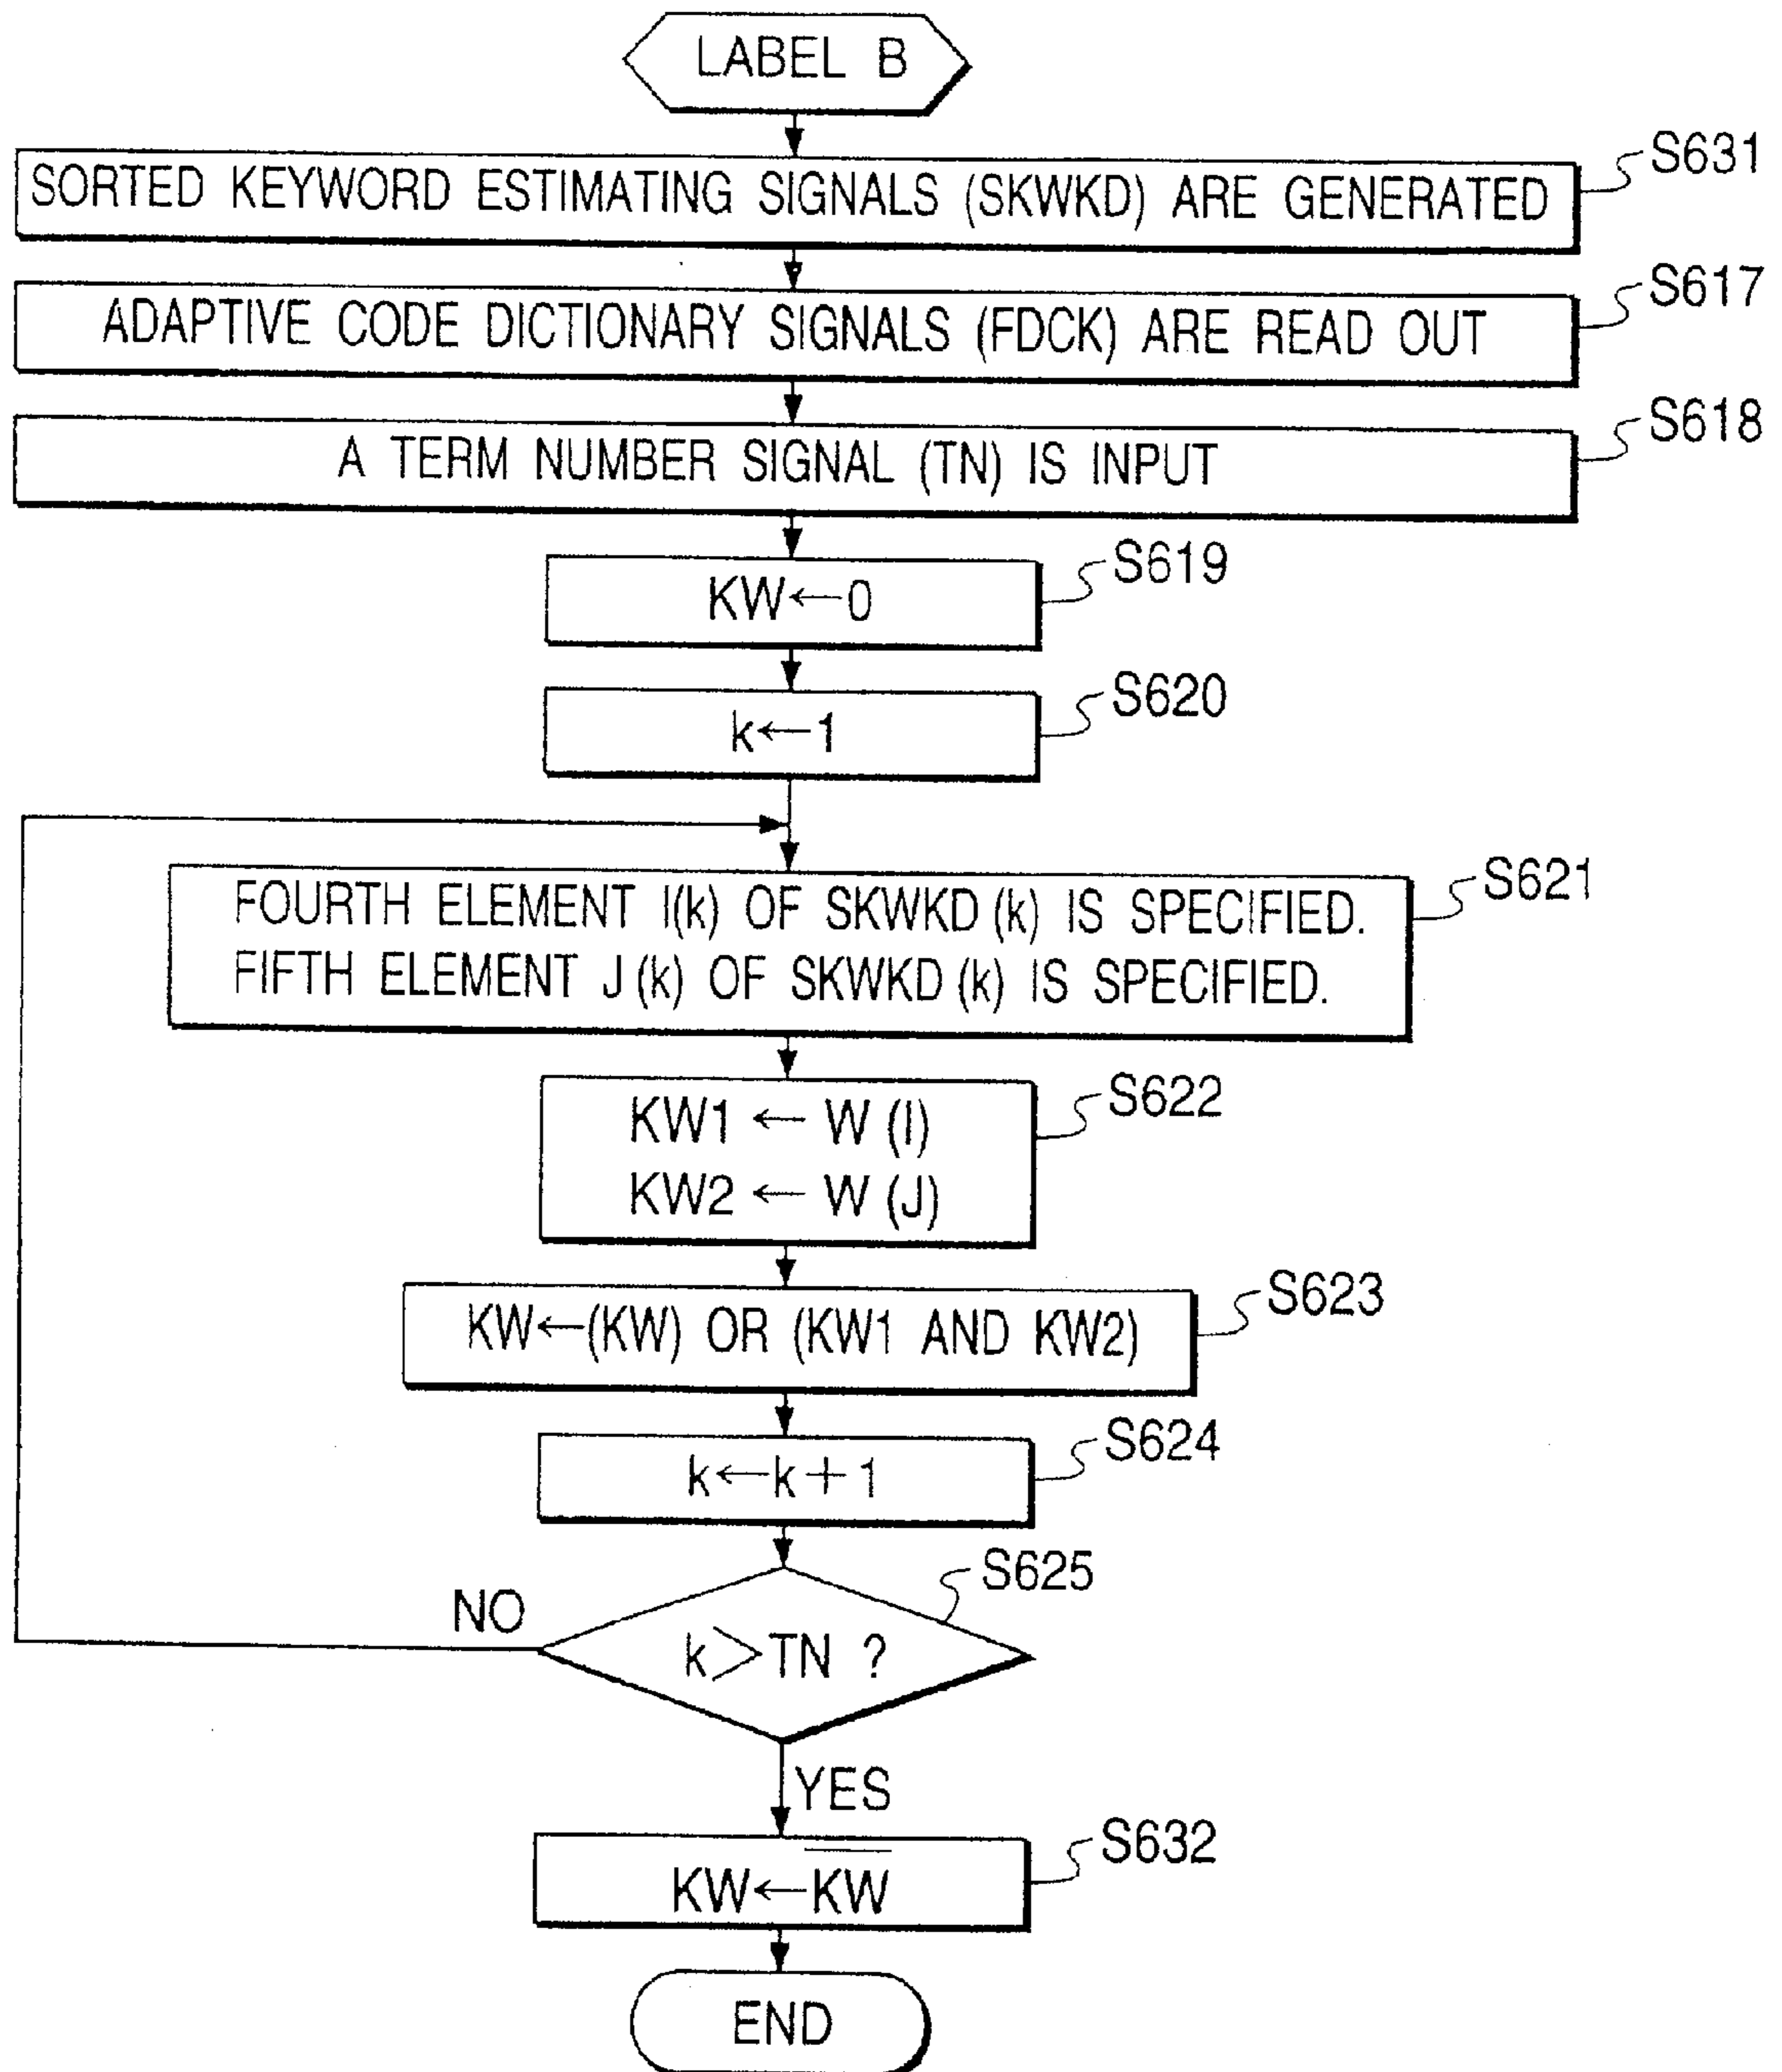 LABEL B
SORTED KEYWORD ESTIMATING SIGNALS (SKWKD) ARE GENERATED
S631
ADAPTIVE CODE DICTIONARY SIGNALS (FDCK) ARE READ OUT
S617
A TERM NUMBER SIGNAL (TN) IS INPUT
S618
KW←0
S619
k←1
S620
FOURTH ELEMENT I(k) OF SKWKD (k) IS SPECIFIED.
FIFTH ELEMENT J (k) OF SKWKD (k) IS SPECIFIED.
S621
KW1 ← W (I)
KW2 ← W (J)
S622
KW←(KW) OR (KW1 AND KW2)
S623
k←k+1
S624
S625
NO
k>TN ?
YES
KW←K̅W̅
S632
END